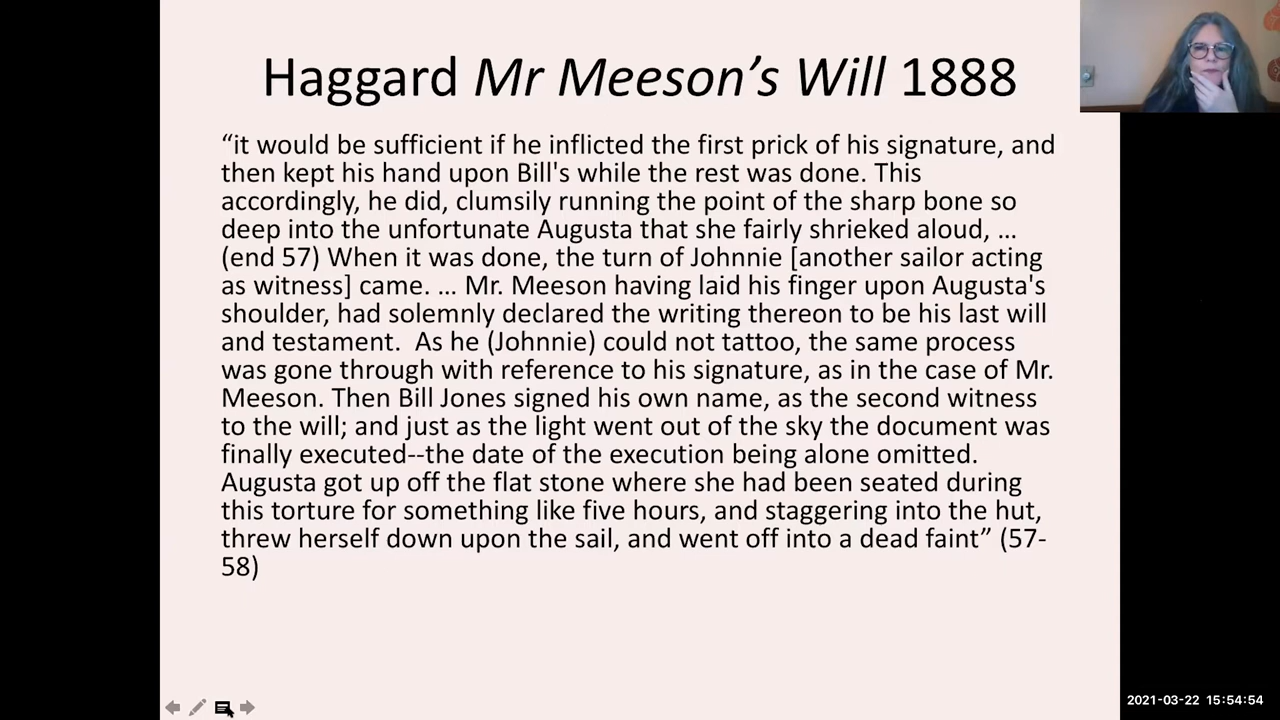 Haggard Mr Meeson’s Will 1888
“it would be sufficient if he inflicted the first prick of his signature, and
then kept his hand upon Bill's while the rest was done. This
accordingly, he did, clumsily running the point of the sharp bone so
deep into the unfortunate Augusta that she fairly shrieked aloud, …
(end 57) When it was done, the turn of Johnnie [another sailor acting
as witness] came. … Mr. Meeson having laid his finger upon Augusta's
shoulder, had solemnly declared the writing thereon to be his last will
and testament.  As he (Johnnie) could not tattoo, the same process
was gone through with reference to his signature, as in the case of Mr.
Meeson. Then Bill Jones signed his own name, as the second witness
to the will; and just as the light went out of the sky the document was
finally executed--the date of the execution being alone omitted.
Augusta got up off the flat stone where she had been seated during
this torture for something like five hours, and staggering into the hut,
threw herself down upon the sail, and went off into a dead faint” (57-
58)
2021-03-22 15:54:54